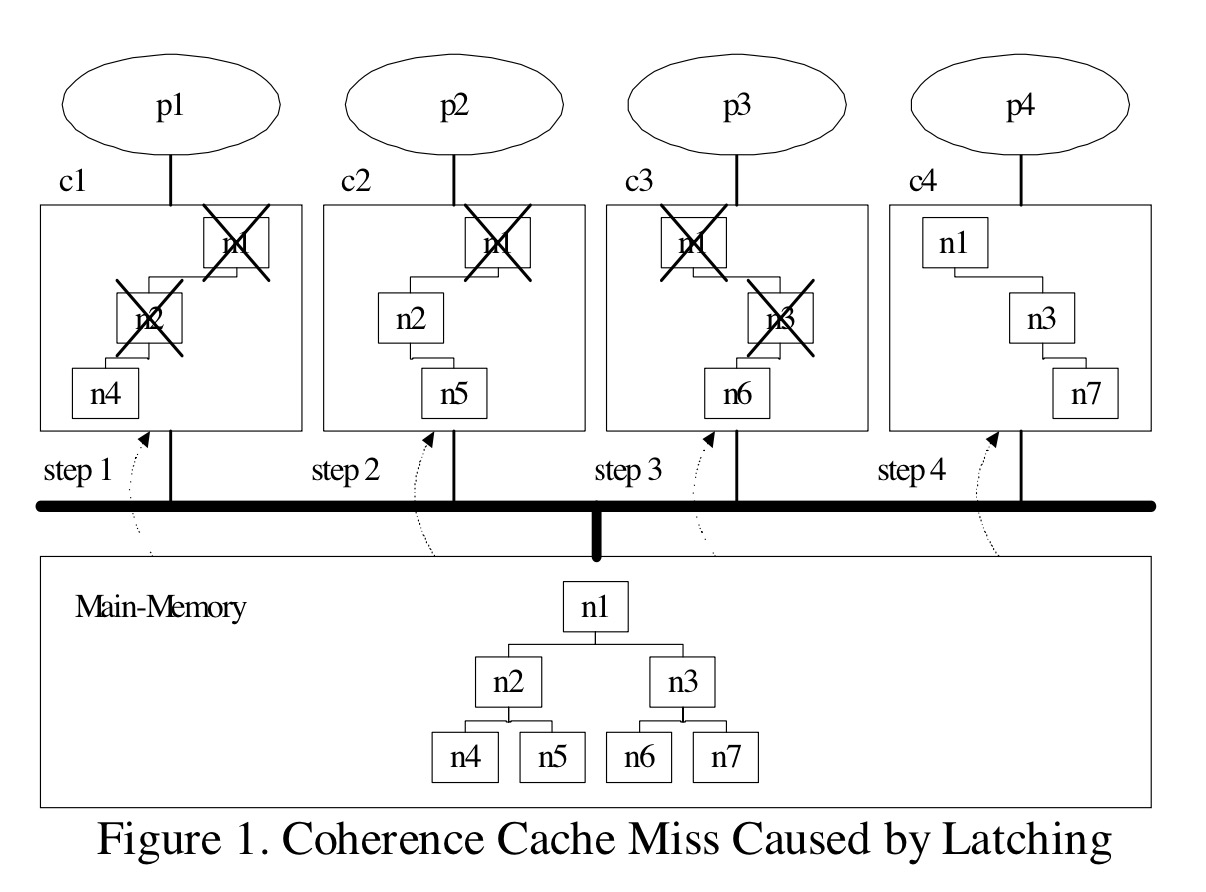 p1 p2 p3 p4
c1 c2 c3 c4
n1 n1 n1 n1
n2 n2 n3 n3
n4 n5 n6 n7
step 1 step 2 step 3 step 4
Main-Memory
n1
n2 n3
n4 n5 n6 n7
Figure 1. Coherence Cache Miss Caused by Latching